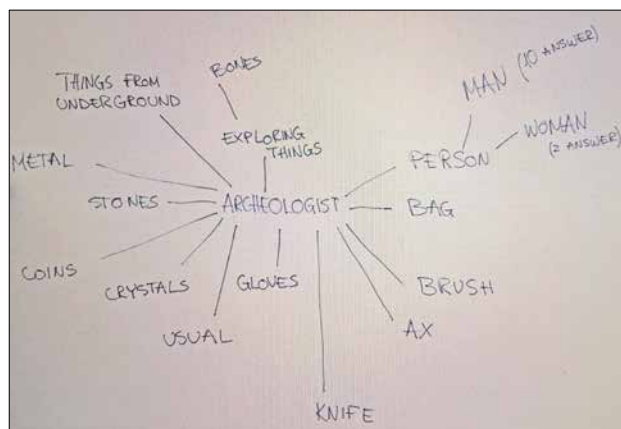 BONES
THINGS FROM
UNDERGROUND
MAN (10 ANSWER)
EXPLORING
THINGS
WOMAN
(2 ANSWER)
METAL
PERSON
STONES
ARCHEOLOGIST
BAG
COINS
CRYSTALS
GLOVES
BRUSH
USUAL
AX
KNIFE